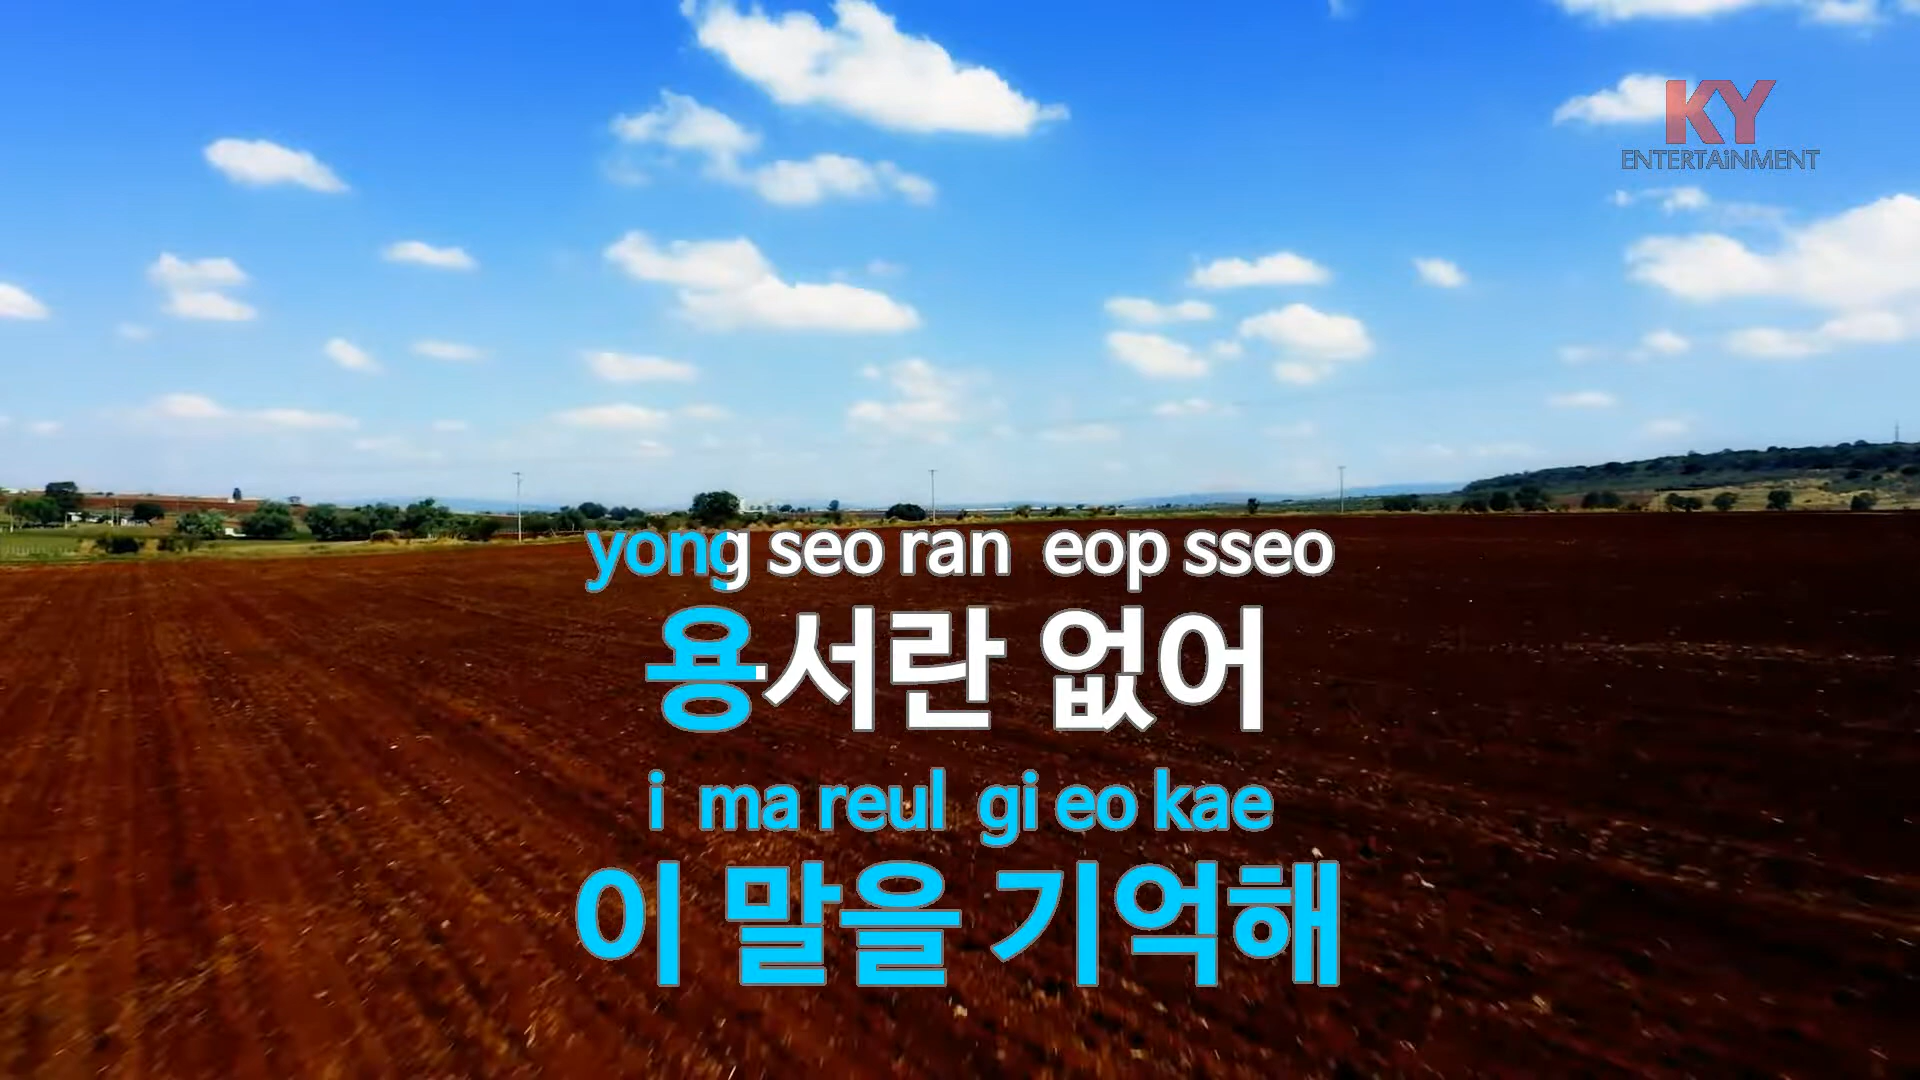 KY
ENTERTAiNMENT
yong seo ran eop sseo
용서란 없어
i ma reul gi eo kae
이 말을 기억해